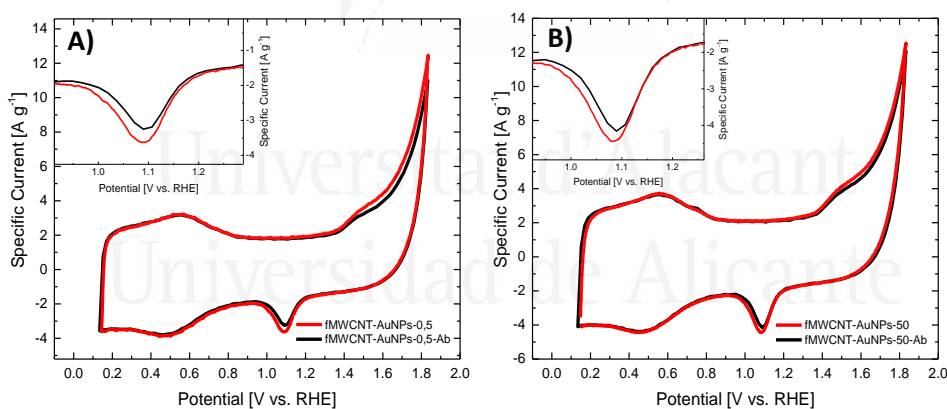 A)
Specific Current [A g⁻¹]
14
12
10
8
6
4
2
0
-2
-4
-6
0.0 0.2 0.4 0.6 0.8 1.0 1.2 1.4 1.6 1.8 2.0
Potential [V vs. RHE]
-1
-2
-3
-4
Specific Current [A g⁻¹]
1.0 1.1 1.2
Potential [V vs. RHE]
fMWCNT-AuNPs-0,5
fMWCNT-AuNPs-0,5-Ab
B)
Specific Current [A g⁻¹]
14
12
10
8
6
4
2
0
-2
-4
-6
0.0 0.2 0.4 0.6 0.8 1.0 1.2 1.4 1.6 1.8 2.0
Potential [V vs. RHE]
-2
-3
-4
Specific Current [A g⁻¹]
1.0 1.1 1.2
Potential [V vs. RHE]
fMWCNT-AuNPs-50
fMWCNT-AuNPs-50-Ab
Universitat d'Alacant
Universidad de Alicante